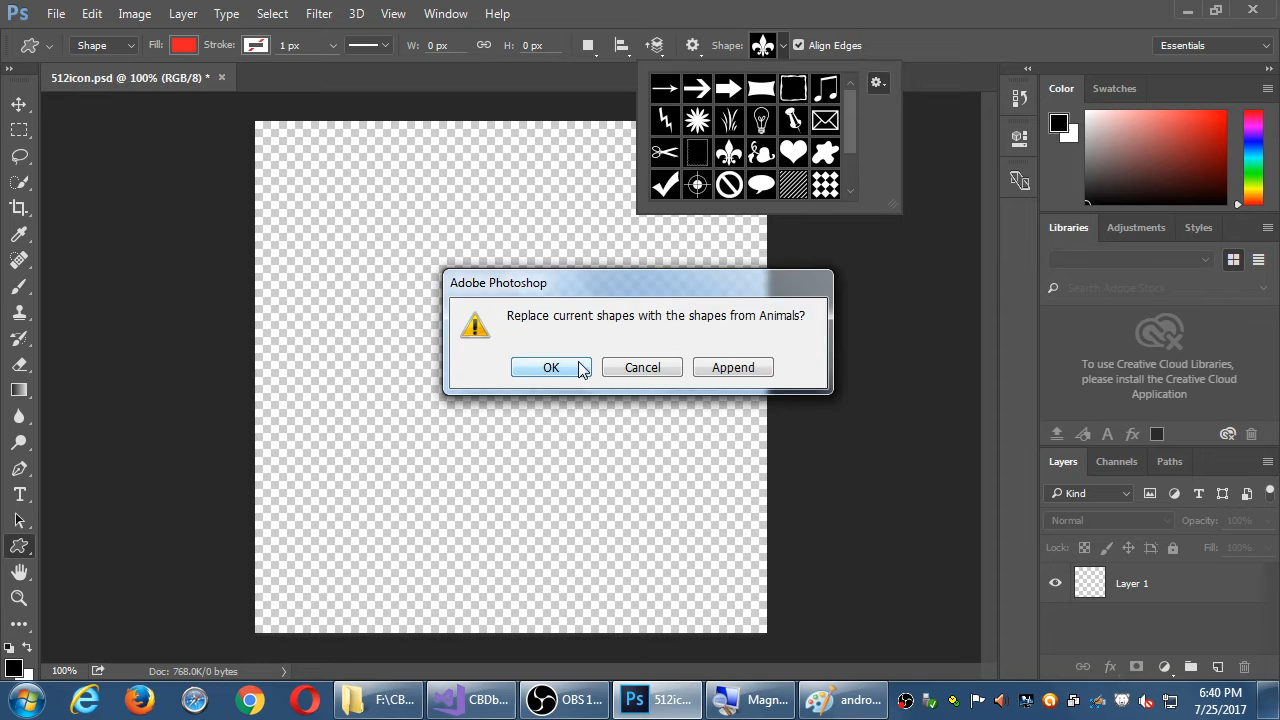 Ps File Edit Image Layer Type Select Filter 3D View Window Help
Shape Fill: Stroke: 1 px W: 0 px H: 0 px Shape: Align Edges Essentials
512icon.psd @ 100% (RGB/8) * ×
Color Swatches
Adobe Photoshop
Replace current shapes with the shapes from Animals?
OK Cancel Append
Libraries Adjustments Styles
Search Adobe Stock
To use Creative Cloud Libraries,
please install the Creative Cloud
Application
Layers Channels Paths
Kind
Normal Opacity: 100%
Lock: Fill: 100%
Layer 1
100% Doc: 768.0K/0 bytes
F:\CB... CBDb... OBS 1... Ps 512ic... Magn... andro...
6:40 PM
7/25/2017